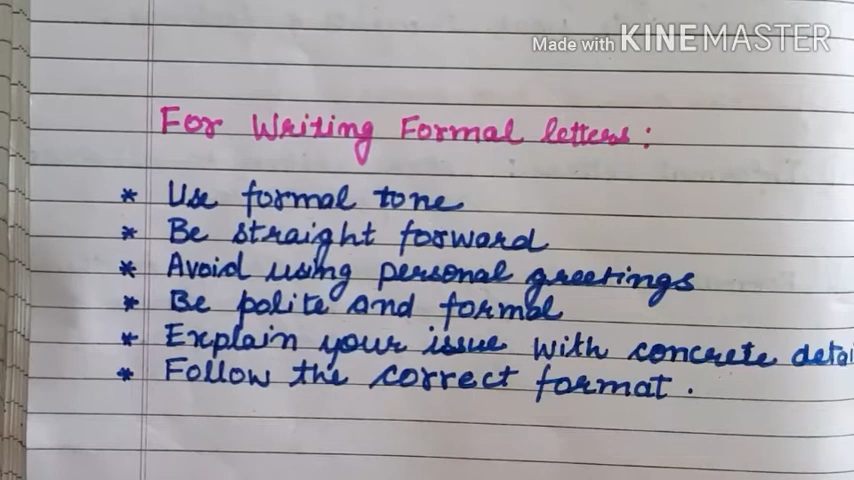 Made with KINEMASTER
For Writing Formal letters:
* Use formal tone
* Be straight forward
* Avoid using personal greetings
* Be polite and formal
* Explain your issue with concrete detai
* Follow the correct format.